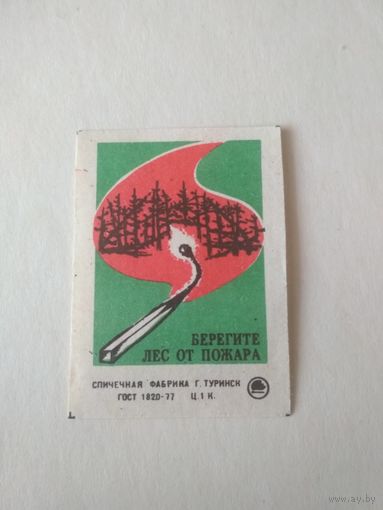 БЕРЕГИТЕ
ЛЕС ОТ ПОЖАРА
СПИЧЕЧНАЯ ФАБРИКА Г. ТУРИНСК
ГОСТ 1820-77 Ц.1 К.
www.ay.by